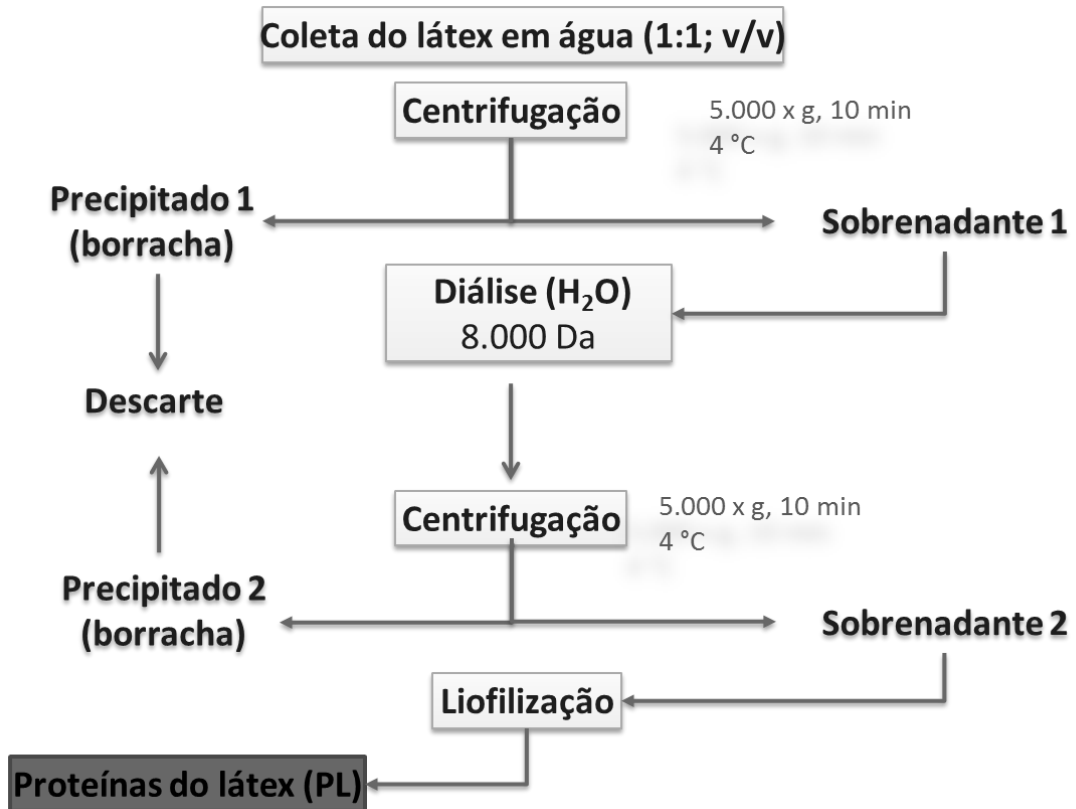 Coleta do látex em água (1:1; v/v)
Centrifugação
5.000 x g, 10 min
4 °C
Precipitado 1
(borracha)
Sobrenadante 1
Diálise (H₂O)
8.000 Da
Descarte
Centrifugação
5.000 x g, 10 min
4 °C
Precipitado 2
(borracha)
Sobrenadante 2
Liofilização
Proteínas do látex (PL)